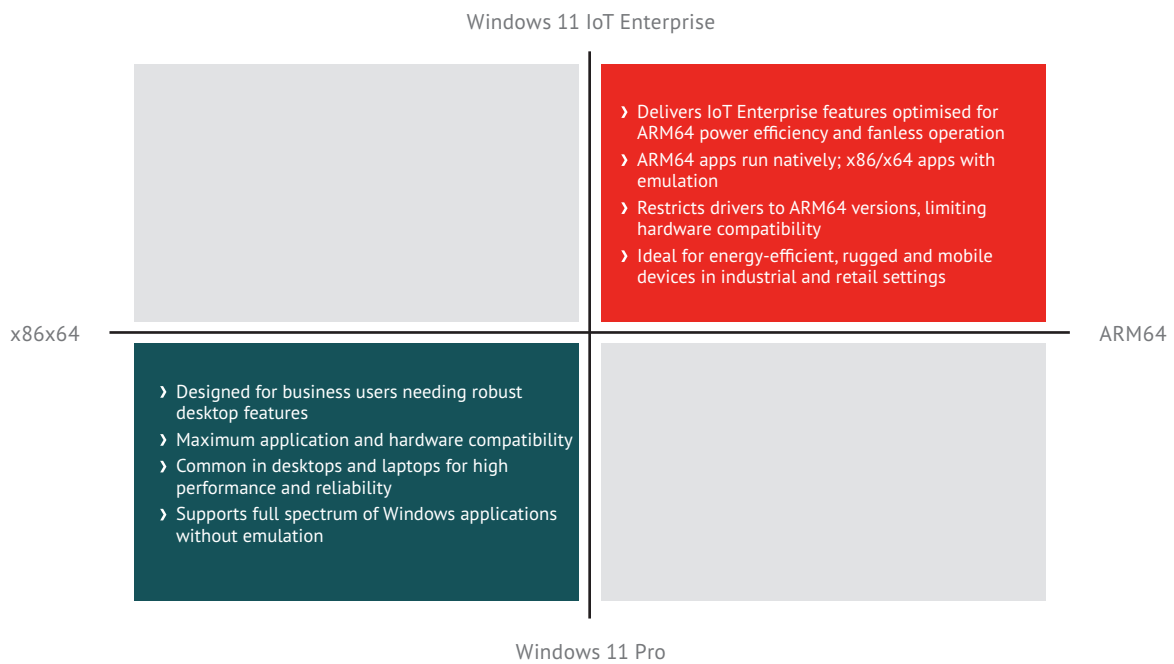 Windows 11 IoT Enterprise
❯ Delivers IoT Enterprise features optimised for
ARM64 power efficiency and fanless operation
❯ ARM64 apps run natively; x86/x64 apps with
emulation
❯ Restricts drivers to ARM64 versions, limiting
hardware compatibility
❯ Ideal for energy-efficient, rugged and mobile
devices in industrial and retail settings
x86x64
ARM64
❯ Designed for business users needing robust
desktop features
❯ Maximum application and hardware compatibility
❯ Common in desktops and laptops for high
performance and reliability
❯ Supports full spectrum of Windows applications
without emulation
Windows 11 Pro